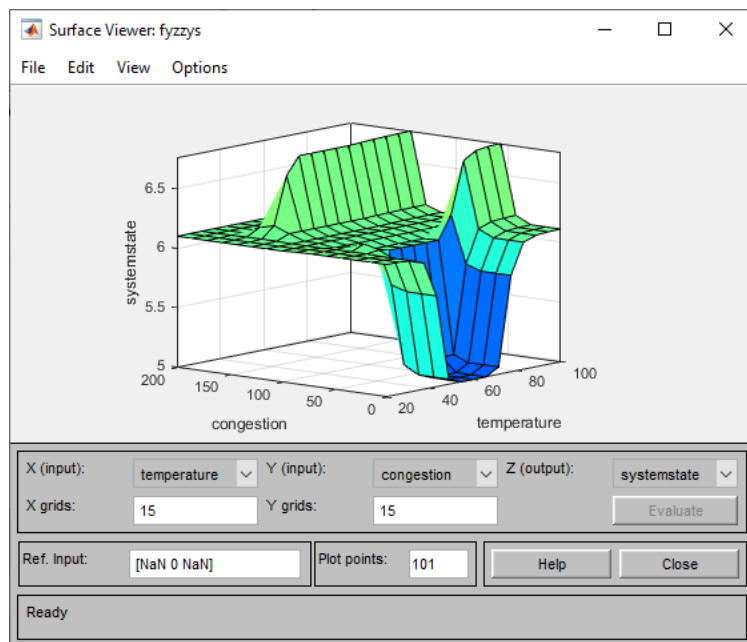 Surface Viewer: fyzzys
File Edit View Options
6.5
6
5.5
5
systemstate
200
150
100
50
0
congestion
20
40
60
80
100
temperature
X (input): temperature Y (input): congestion Z (output): systemstate
X grids: 15 Y grids: 15 Evaluate
Ref. Input: [NaN 0 NaN] Plot points: 101 Help Close
Ready